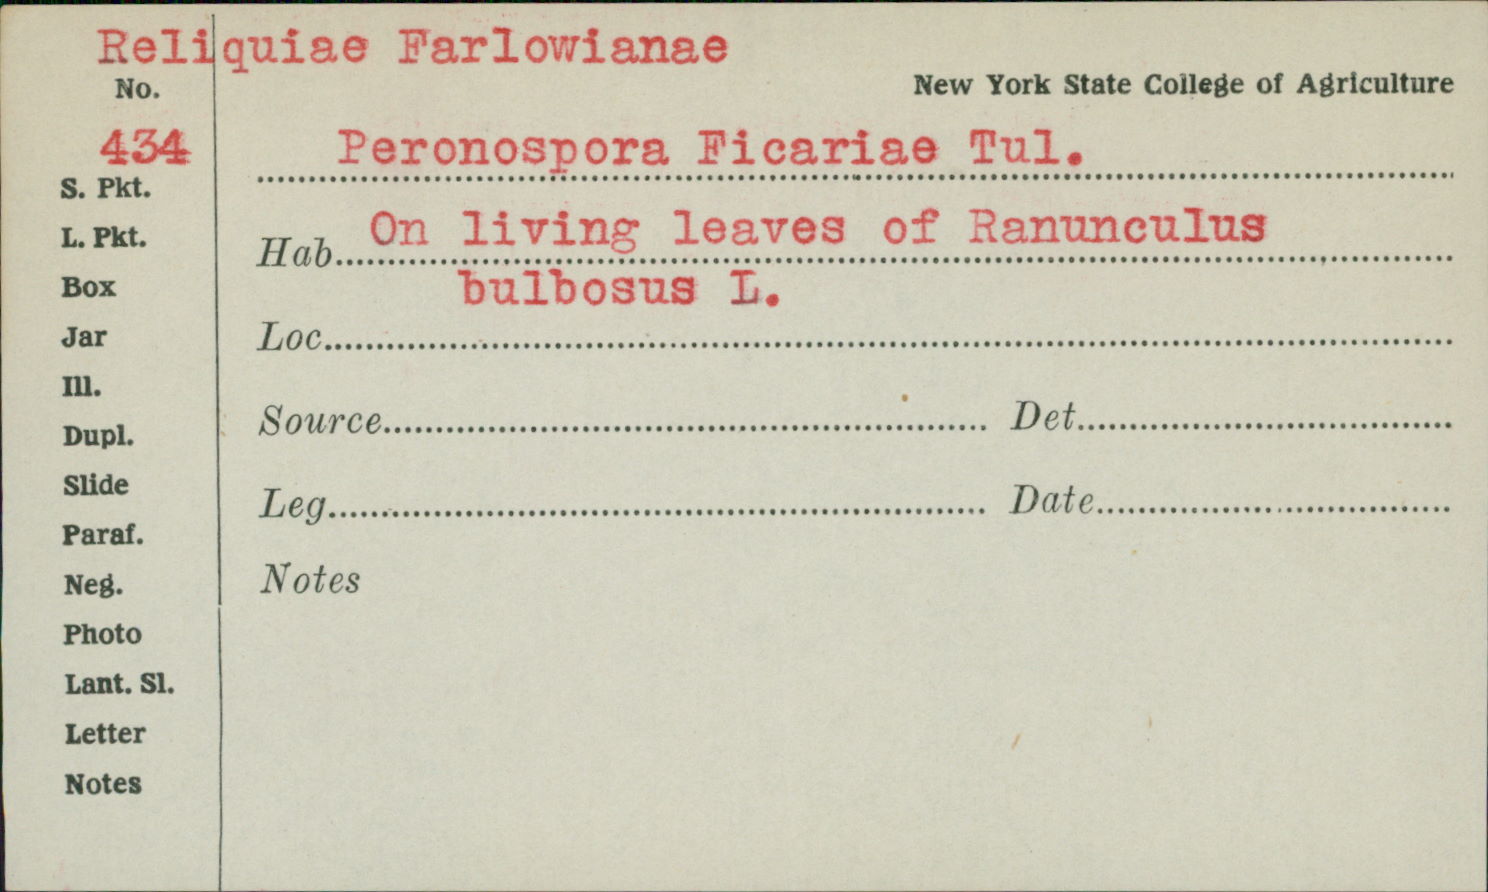 Reliquiae Farlowianae
No.
New York State College of Agriculture
434
Peronospora Ficariae Tul.
S. Pkt.
L. Pkt.
Hab. On living leaves of Ranunculus
bulbosus L.
Box
Jar
Loc.
Ill.
Dupl.
Source
Det.
Slide
Leg.
Date
Paraf.
Neg.
Notes
Photo
Lant. Sl.
Letter
Notes